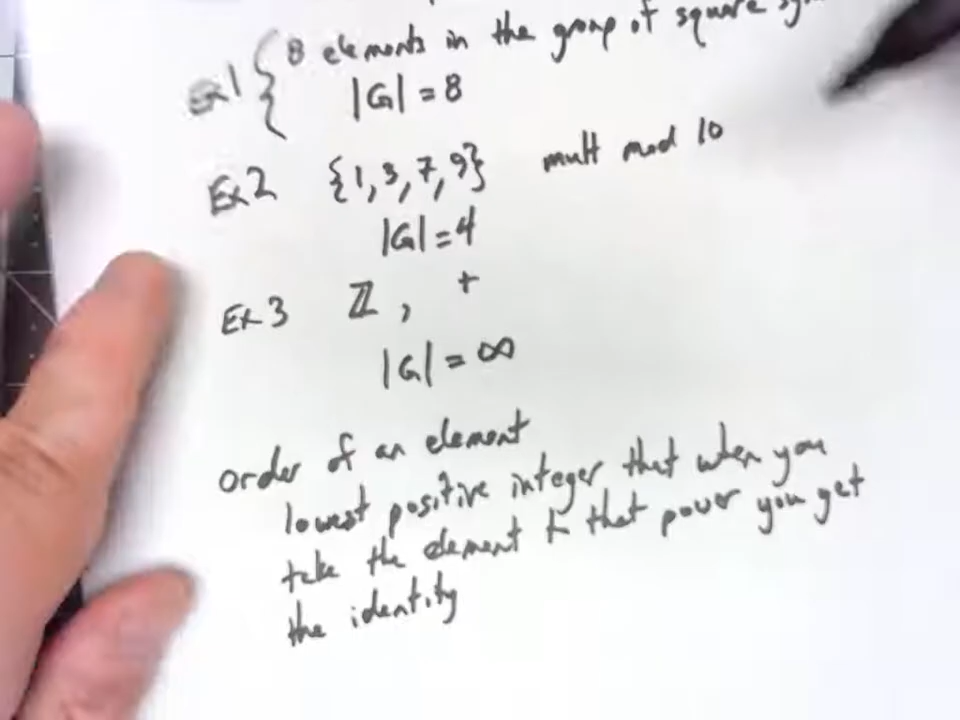 Ex1 { 8 elements in the group of square
|G| = 8
Ex2 {1,3,7,9} mult mod 10
|G|=4
Ex3 ℤ, +
|G| = ∞
order of an element
lowest positive integer that when you
take the element to that power you get
the identity